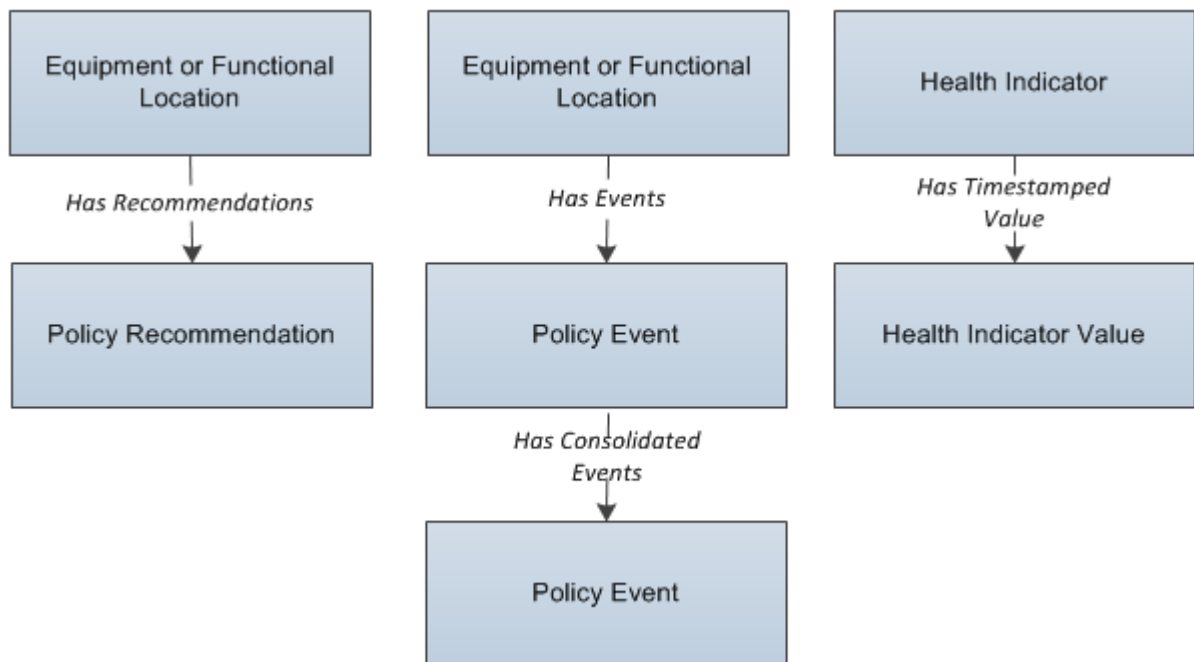 Equipment or Functional
Location
Equipment or Functional
Location
Health Indicator
Has Recommendations
Has Events
Has Timestamped
Value
Policy Recommendation
Policy Event
Health Indicator Value
Has Consolidated
Events
Policy Event